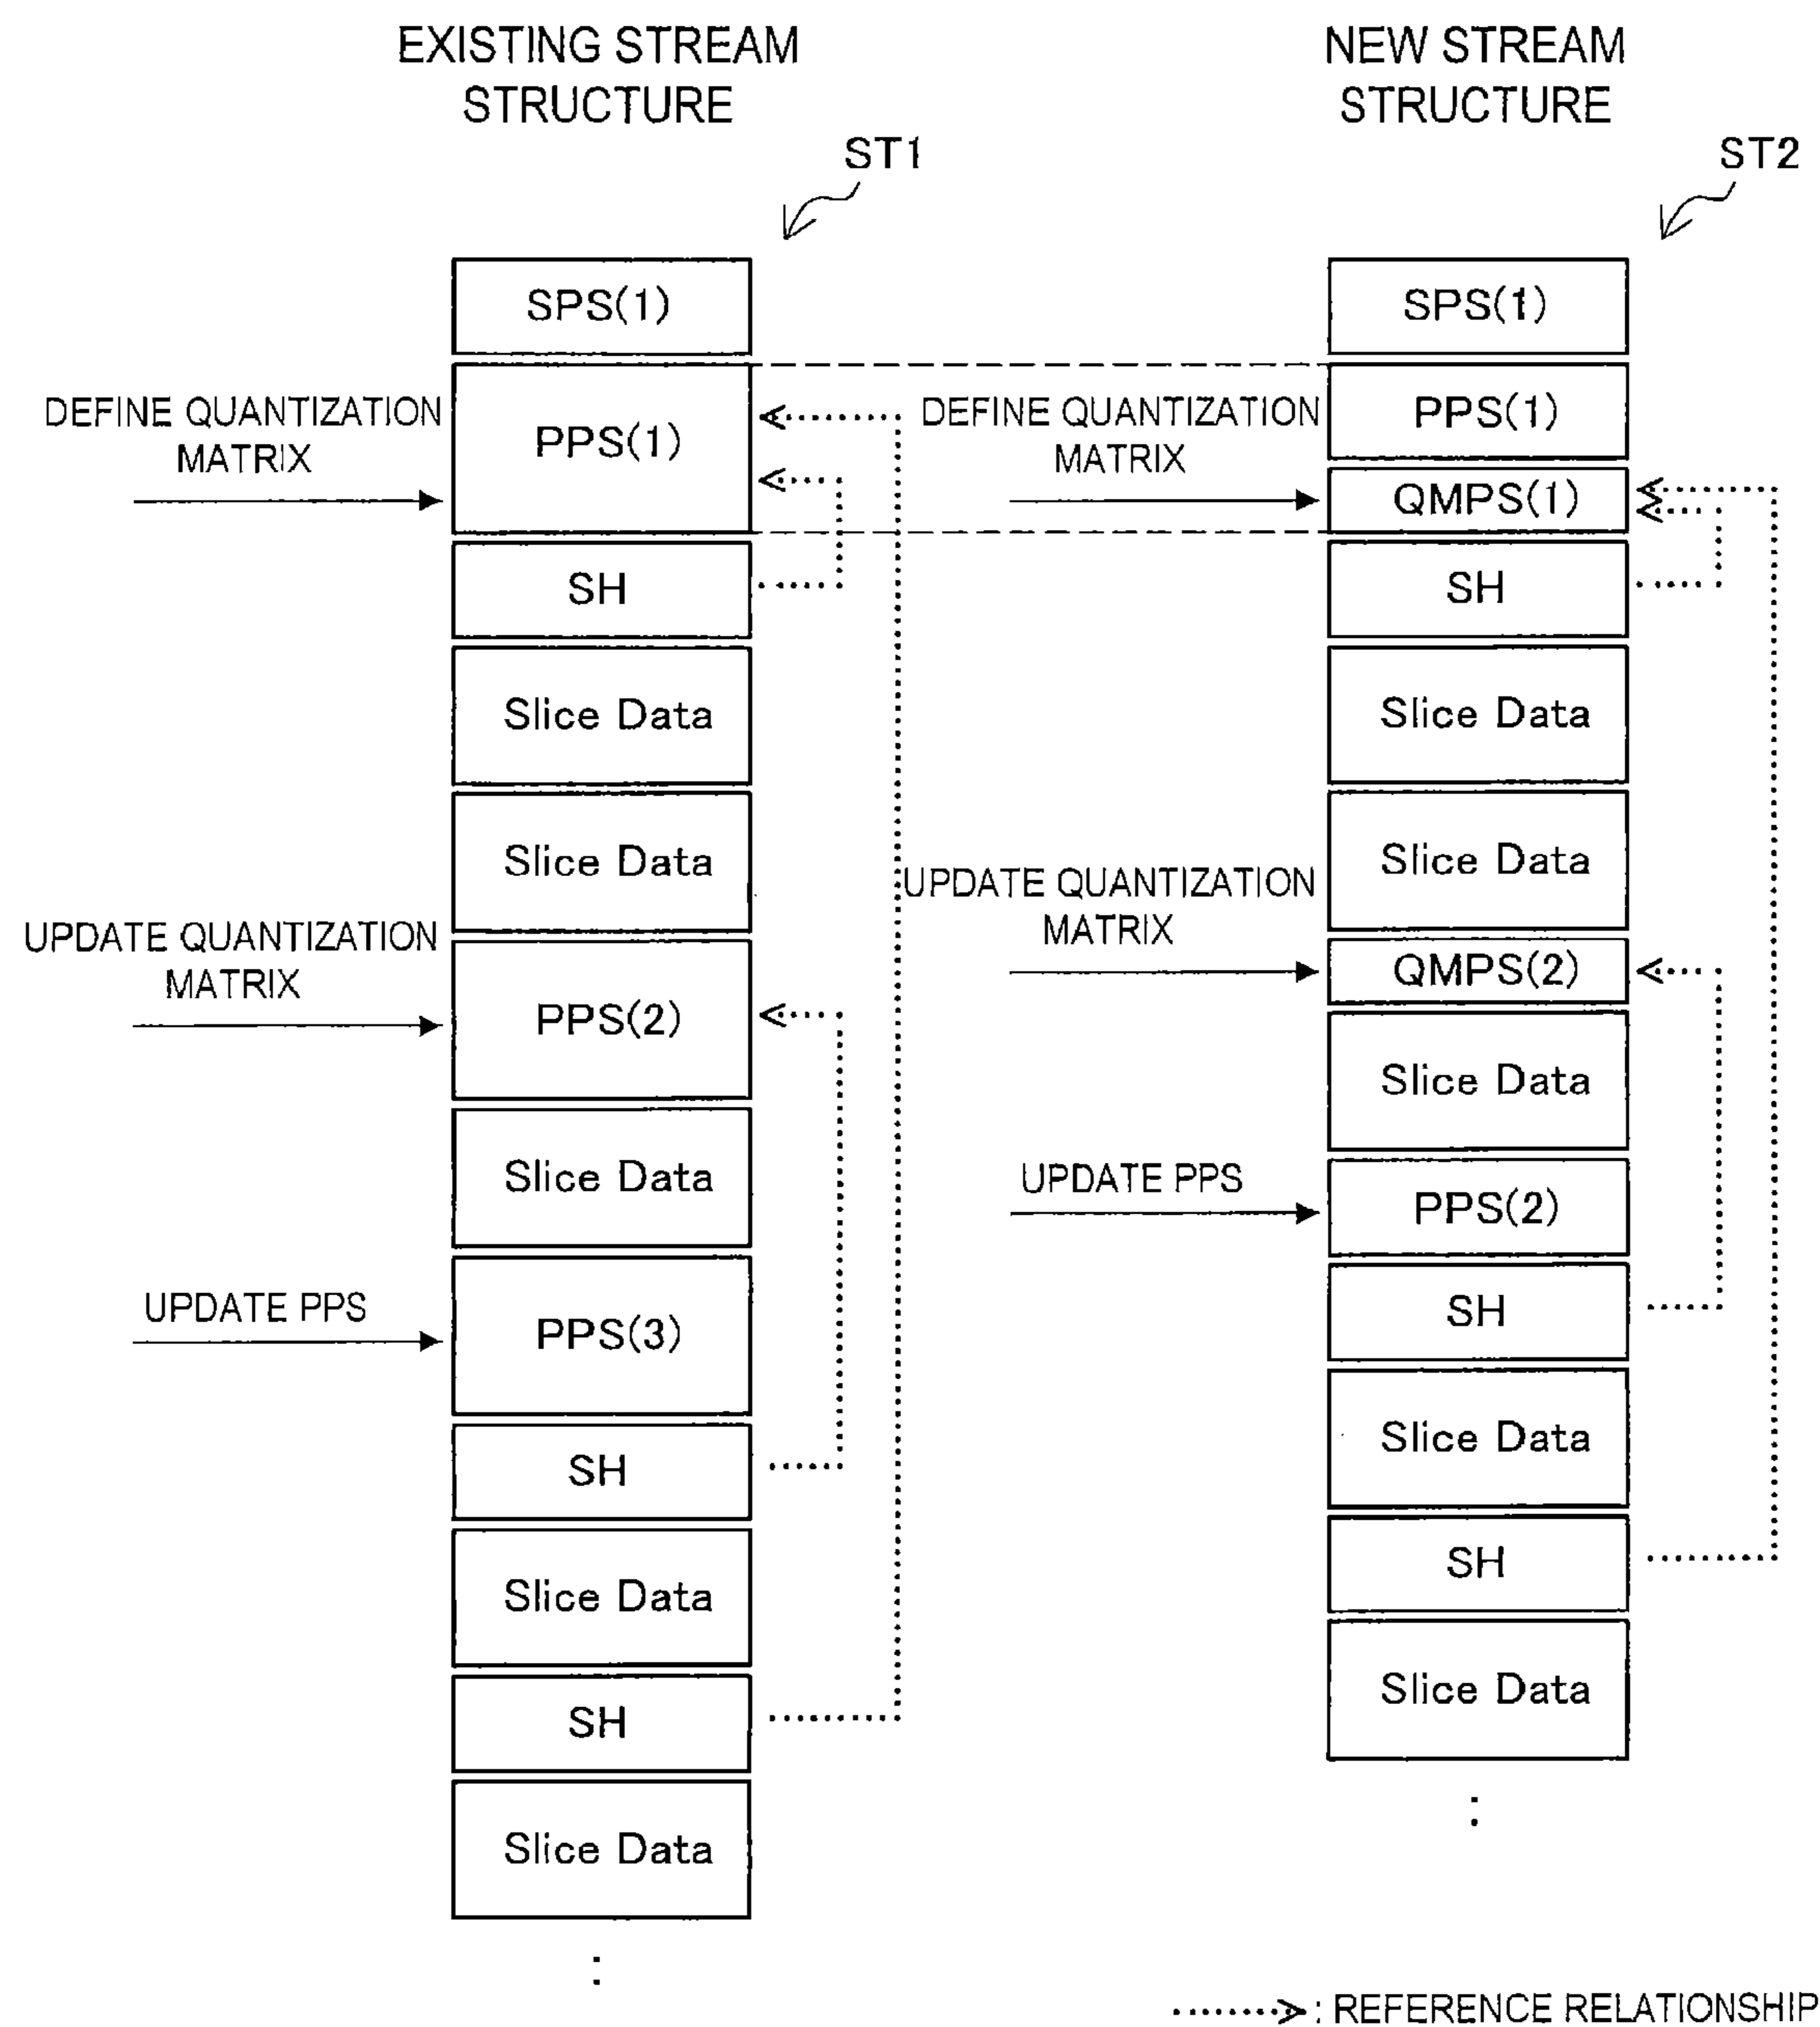 EXISTING STREAM
STRUCTURE
ST1
SPS(1)
DEFINE QUANTIZATION
MATRIX
PPS(1)
SH
Slice Data
Slice Data
UPDATE QUANTIZATION
MATRIX
PPS(2)
Slice Data
UPDATE PPS
PPS(3)
SH
Slice Data
SH
Slice Data
:
NEW STREAM
STRUCTURE
ST2
SPS(1)
PPS(1)
DEFINE QUANTIZATION
MATRIX
QMPS(1)
SH
Slice Data
Slice Data
UPDATE QUANTIZATION
MATRIX
QMPS(2)
Slice Data
UPDATE PPS
PPS(2)
SH
Slice Data
SH
Slice Data
:
: REFERENCE RELATIONSHIP